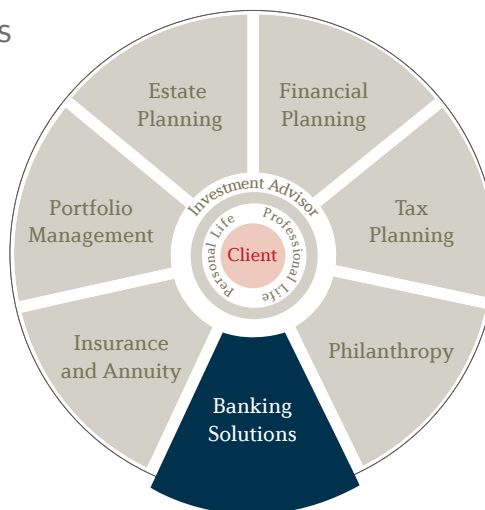 s
Estate
Planning
Financial
Planning
Portfolio
Management
Investment Advisor
Tax
Planning
Personal Life
Professional Life
Client
Insurance
and Annuity
Philanthropy
Banking
Solutions